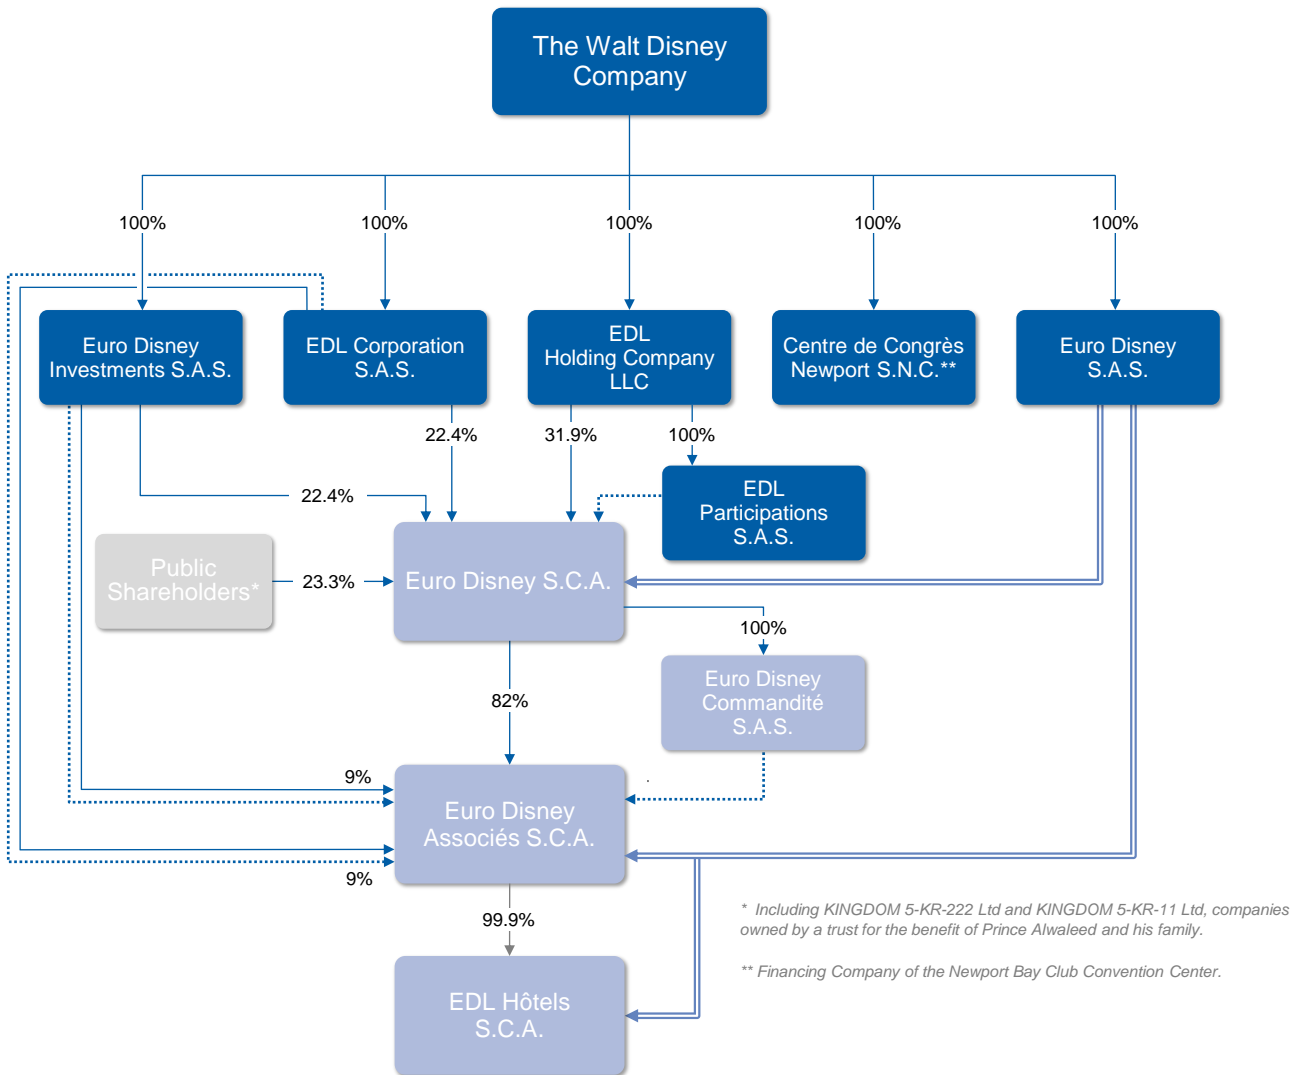 The Walt Disney
Company
100%
100%
100%
100%
100%
Euro Disney
Investments S.A.S.
EDL Corporation
S.A.S.
EDL
Holding Company
LLC
Centre de Congrès
Newport S.N.C.**
Euro Disney
S.A.S.
22.4%
31.9%
100%
22.4%
EDL
Participations
S.A.S.
Public
Shareholders*
23.3%
Euro Disney S.C.A.
100%
82%
Euro Disney
Commandité
S.A.S.
9%
Euro Disney
Associés S.C.A.
9%
99.9%
EDL Hôtels
S.C.A.
* Including KINGDOM 5-KR-222 Ltd and KINGDOM 5-KR-11 Ltd, companies
owned by a trust for the benefit of Prince Alwaleed and his family.
** Financing Company of the Newport Bay Club Convention Center.